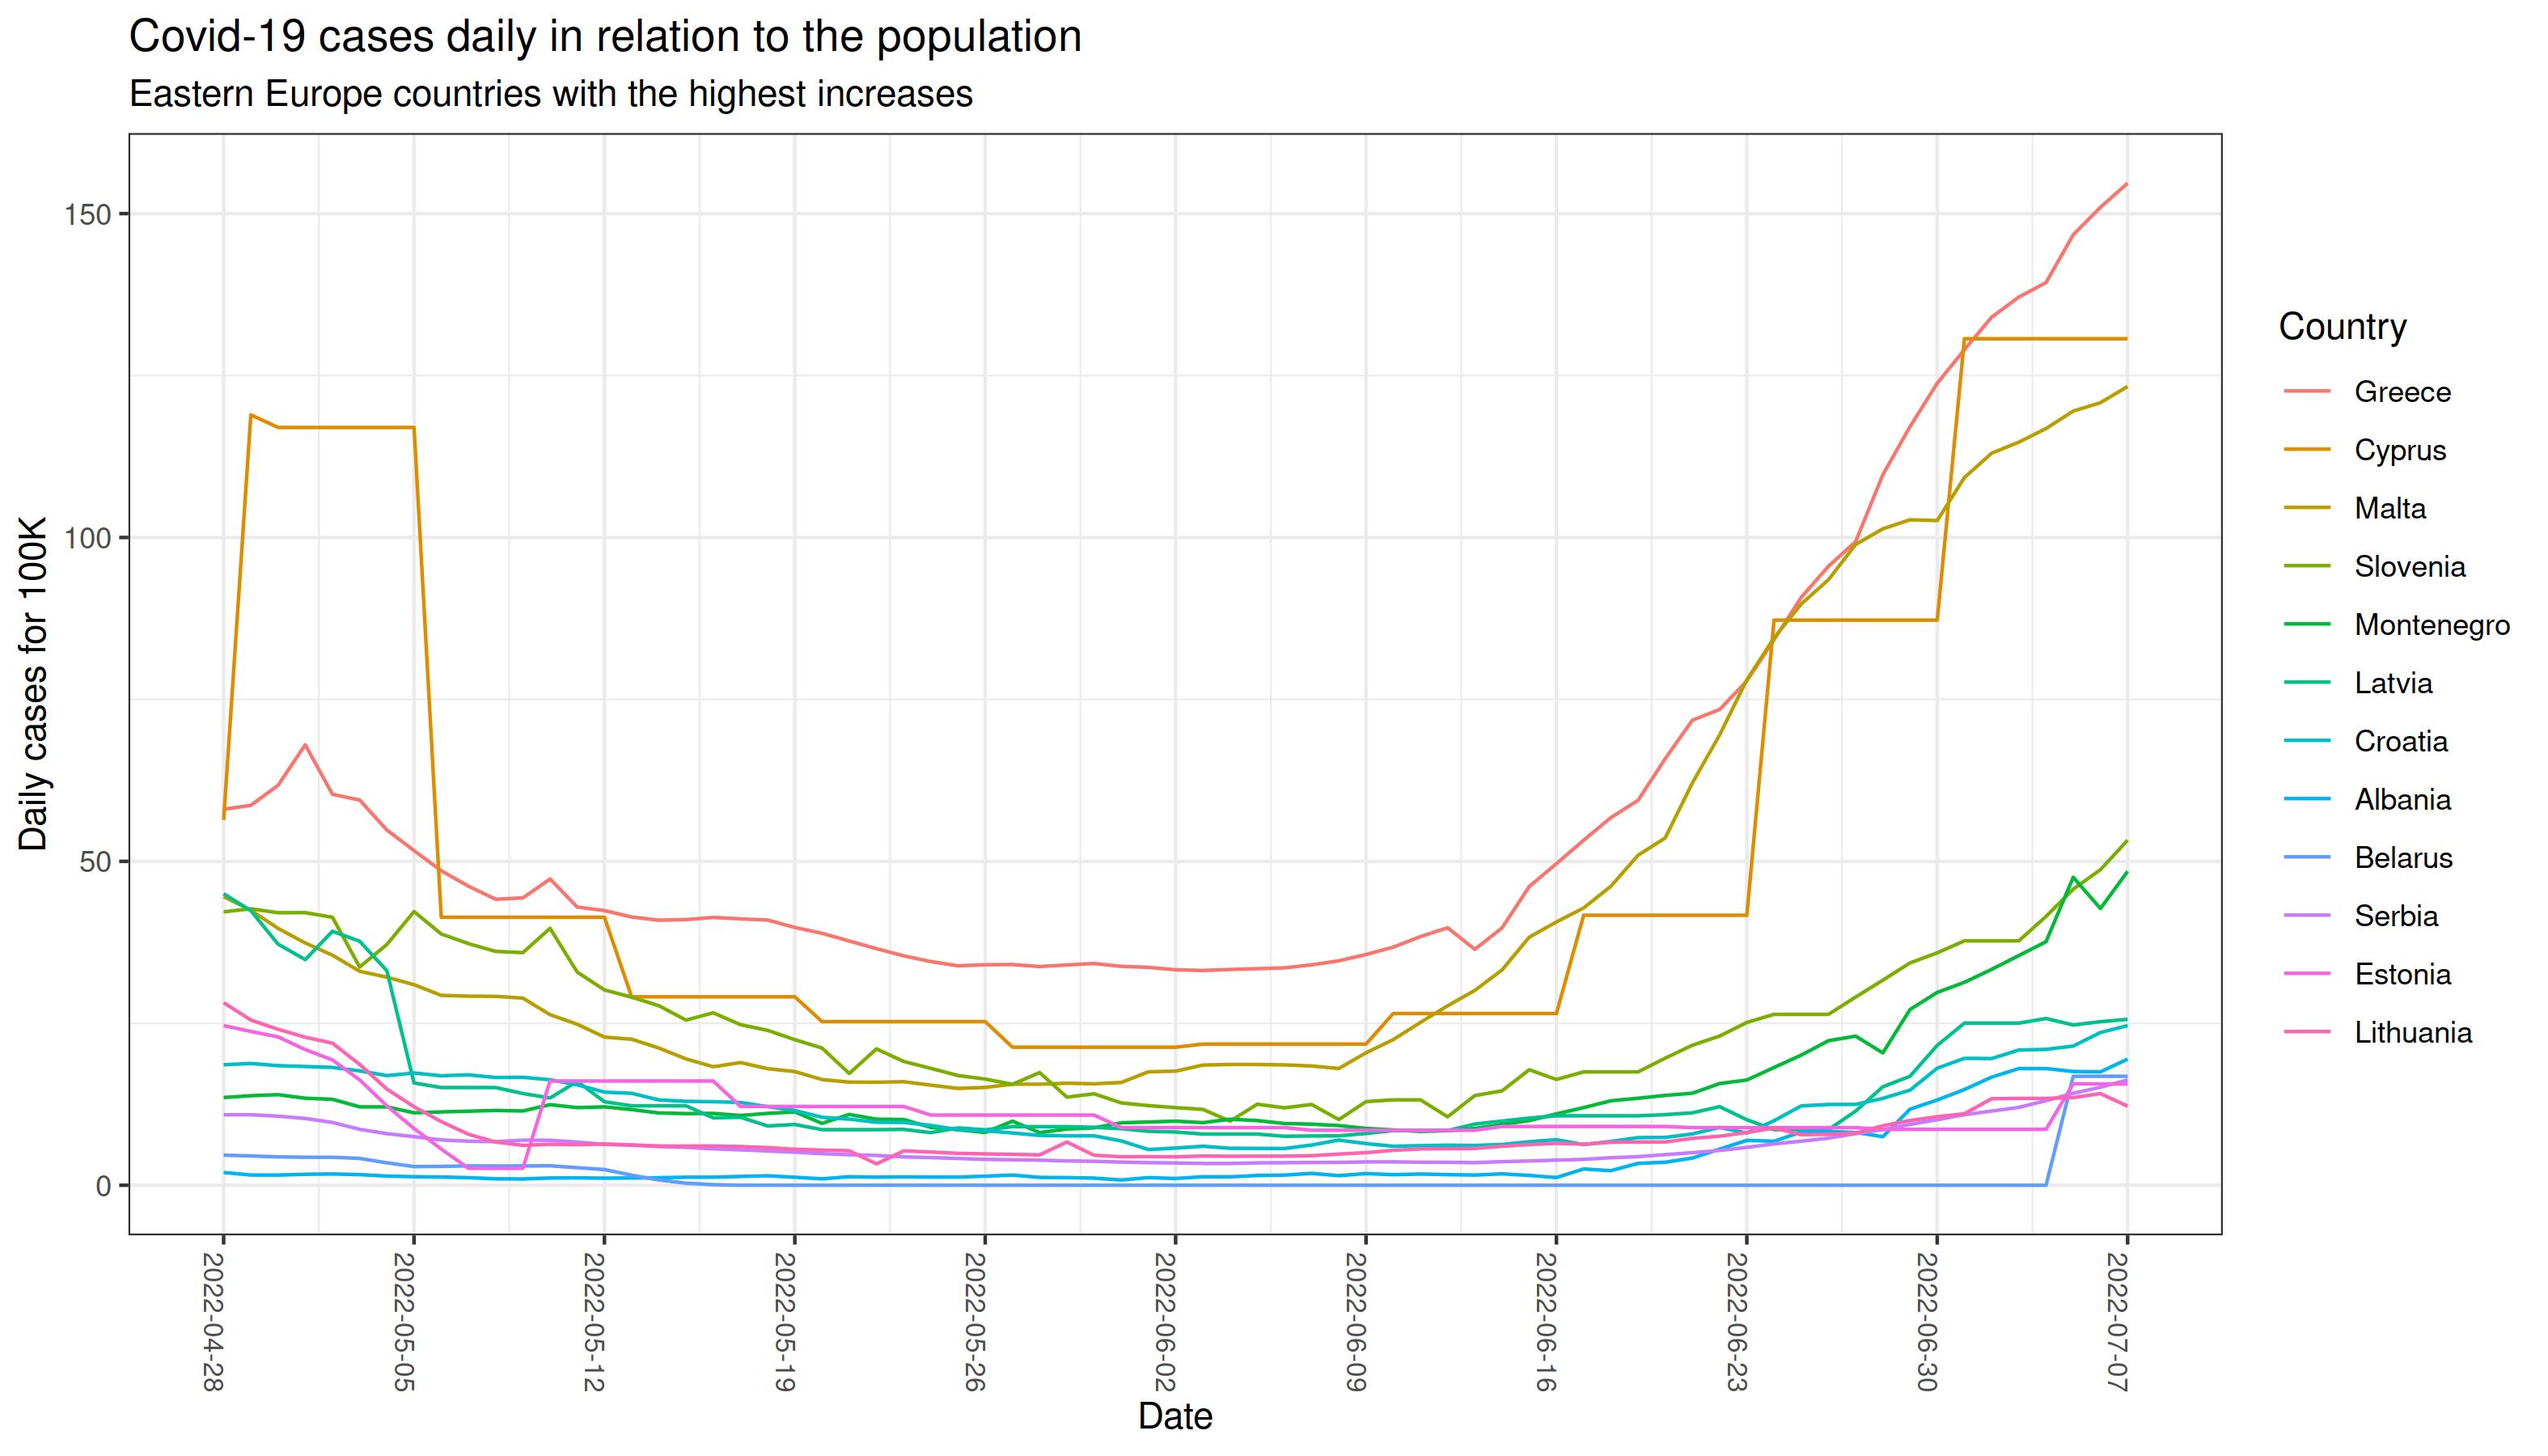 Covid-19 cases daily in relation to the population
Eastern Europe countries with the highest increases
Daily cases for 100K
150
100
50
0
2022-04-28
2022-05-05
2022-05-12
2022-05-19
2022-05-26
2022-06-02
2022-06-09
2022-06-16
2022-06-23
2022-06-30
2022-07-07
Date
Country
Greece
Cyprus
Malta
Slovenia
Montenegro
Latvia
Croatia
Albania
Belarus
Serbia
Estonia
Lithuania